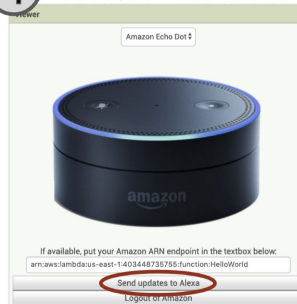 Viewer
Amazon Echo Dot
amazon
If available, put your Amazon ARN endpoint in the textbox below:
arn:aws:lambda:us-east-1:403448735755:function:HelloWorld
Send updates to Alexa
Logout of Amazon